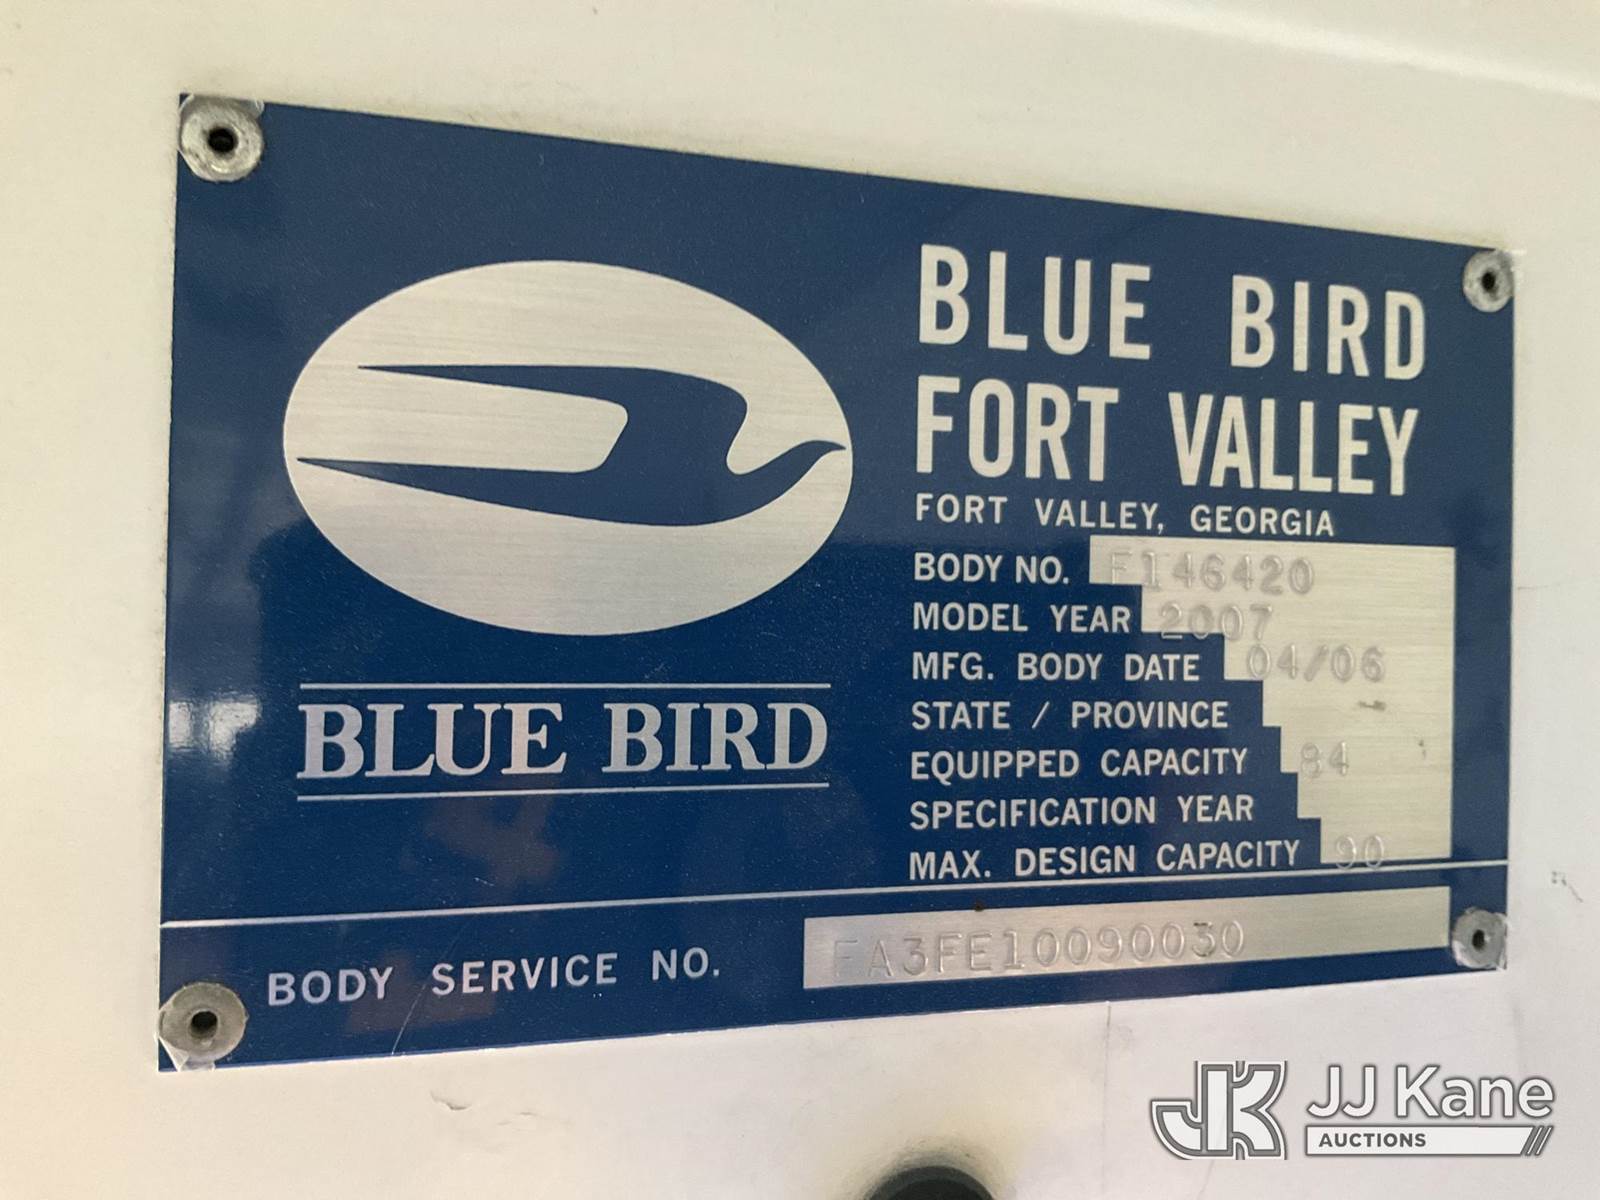 BLUE BIRD
BLUE BIRD
FORT VALLEY
FORT VALLEY, GEORGIA
BODY NO. F146420
MODEL YEAR 2007
MFG. BODY DATE 04/06
STATE / PROVINCE -
EQUIPPED CAPACITY 84
SPECIFICATION YEAR
MAX. DESIGN CAPACITY 90
BODY SERVICE NO. FA3FE10090030
JK JJ Kane
AUCTIONS